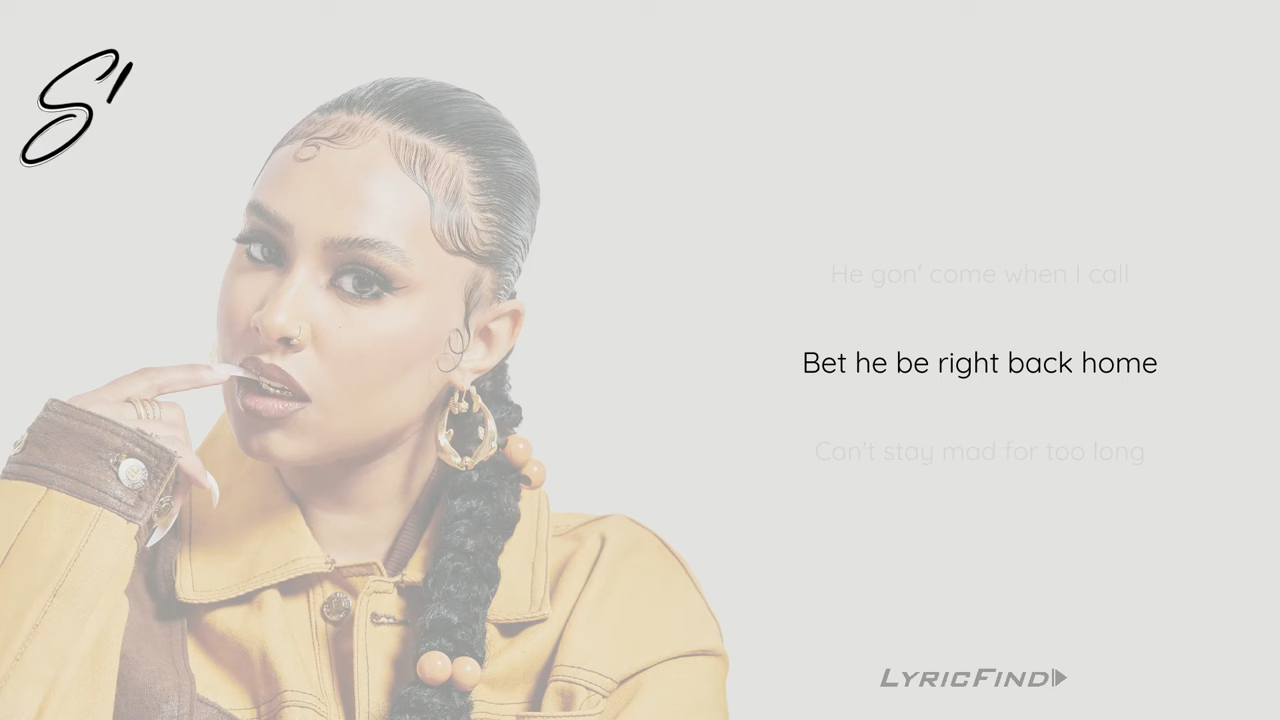 S'
He gon' come when I call
Bet he be right back home
Can't stay mad for too long
LYRICFIND